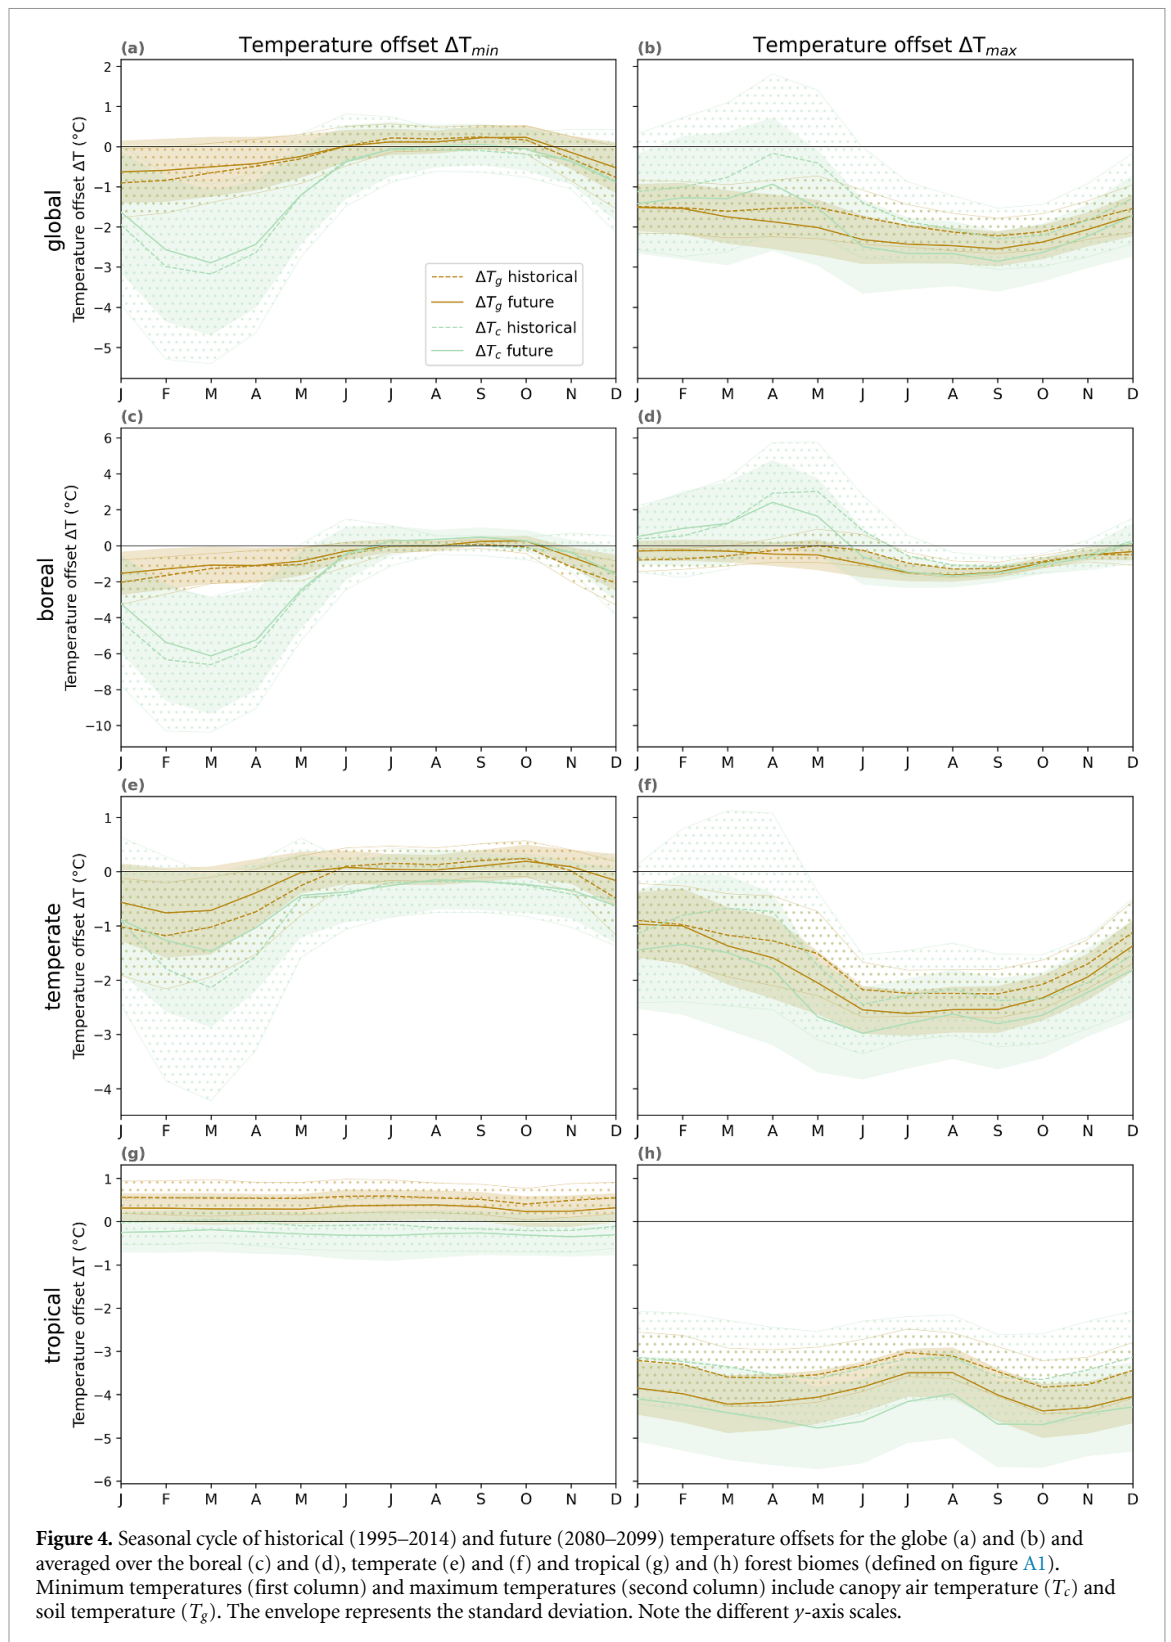 Temperature offset ΔTmin
Temperature offset ΔTmax
(a)
(b)
global
Temperature offset ΔT (°C)
2
1
0
−1
−2
−3
−4
−5
ΔTg historical
ΔTg future
ΔTc historical
ΔTc future
J F M A M J J A S O N D
J F M A M J J A S O N D
(c)
(d)
boreal
Temperature offset ΔT (°C)
6
4
2
0
−2
−4
−6
−8
−10
J F M A M J J A S O N D
J F M A M J J A S O N D
(e)
(f)
temperate
Temperature offset ΔT (°C)
1
0
−1
−2
−3
−4
J F M A M J J A S O N D
J F M A M J J A S O N D
(g)
(h)
tropical
Temperature offset ΔT (°C)
1
0
−1
−2
−3
−4
−5
−6
J F M A M J J A S O N D
J F M A M J J A S O N D
Figure 4. Seasonal cycle of historical (1995–2014) and future (2080–2099) temperature offsets for the globe (a) and (b) and
averaged over the boreal (c) and (d), temperate (e) and (f) and tropical (g) and (h) forest biomes (defined on figure A1).
Minimum temperatures (first column) and maximum temperatures (second column) include canopy air temperature (Tc) and
soil temperature (Tg). The envelope represents the standard deviation. Note the different y-axis scales.